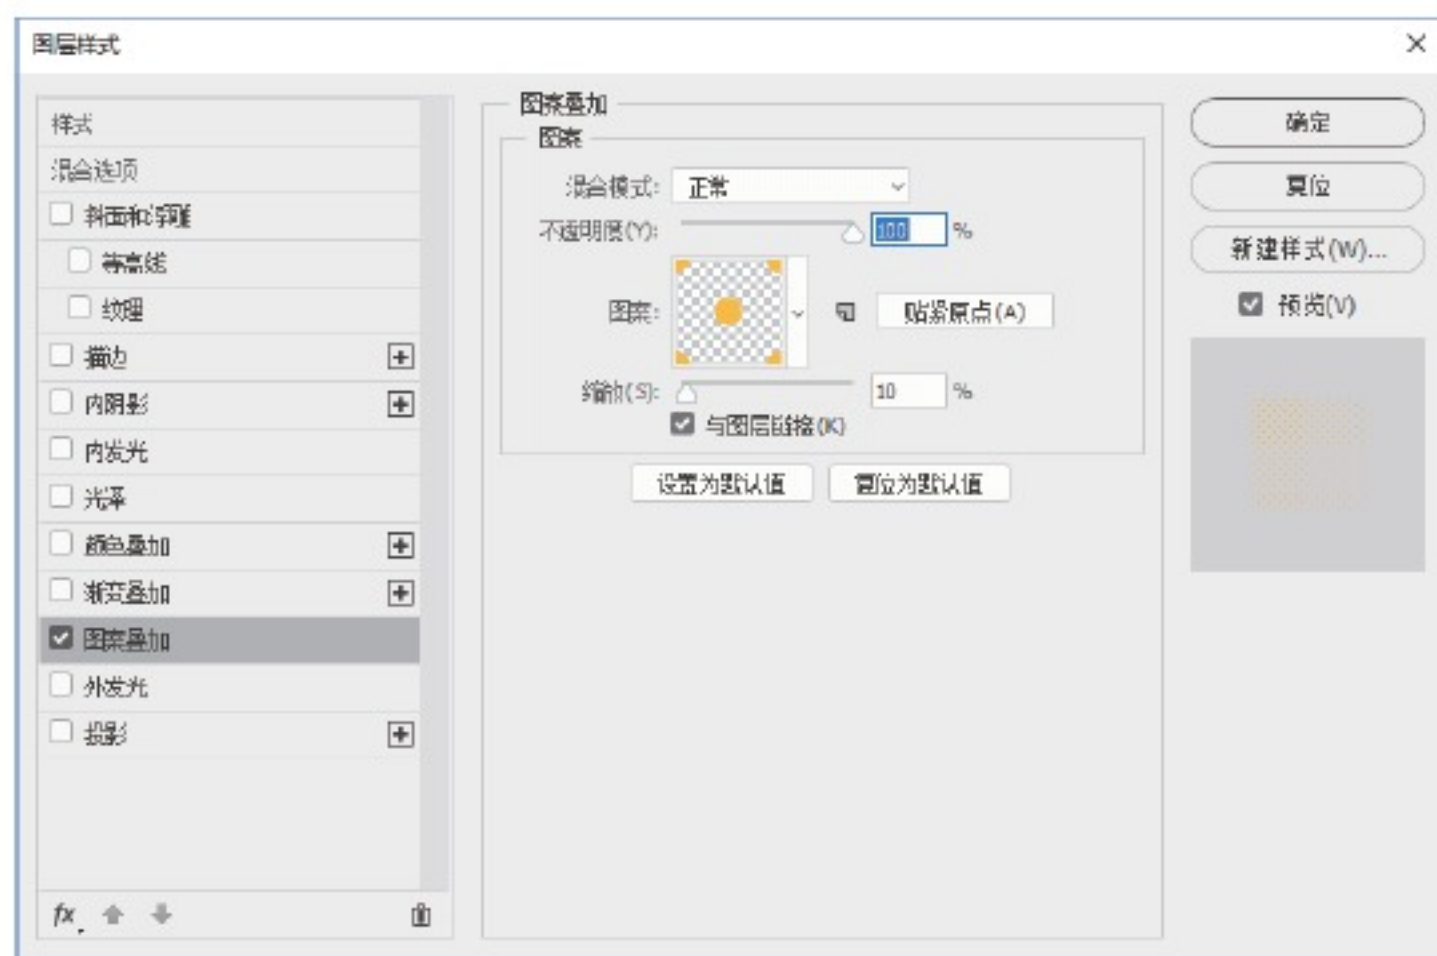 图层样式
样式
混合选项
斜面和浮雕
等高线
纹理
描边
内阴影
内发光
光泽
颜色叠加
渐变叠加
图案叠加
外发光
投影
fx
图案叠加
图案
混合模式: 正常
不透明度(Y): 100 %
图案: 贴紧原点(A)
缩放(S): 10 %
与图层链接(K)
设置为默认值 复位为默认值
确定
复位
新建样式(W)...
预览(V)